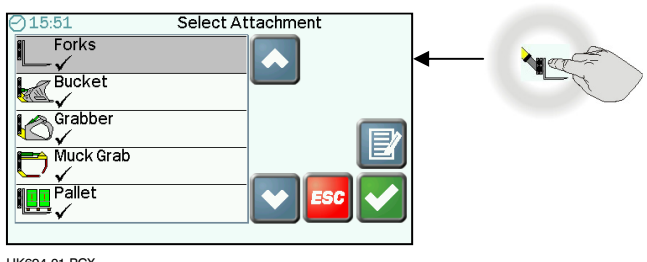 15:51 Select Attachment
Forks
Bucket
Grabber
Muck Grab
Pallet
ESC